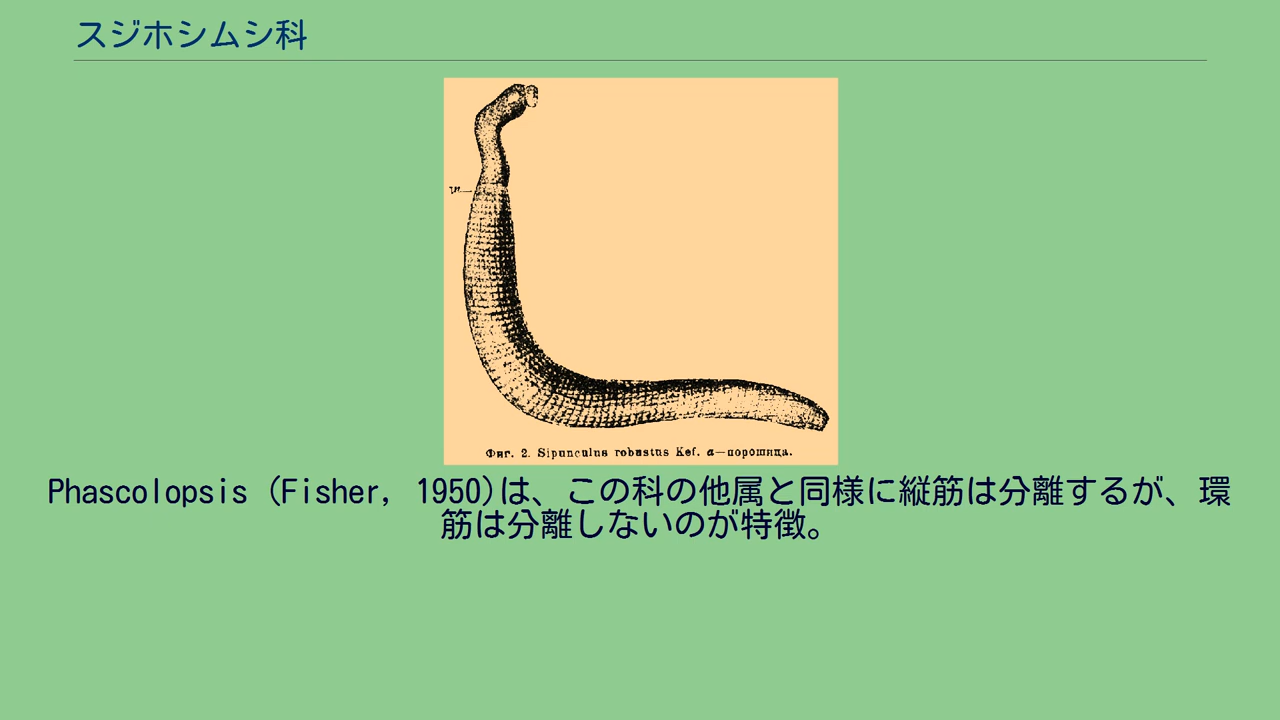 スジホシムシ科
m
Фиг. 2. Sipunculus robustus Kef. a—порошица.
Phascolopsis (Fisher, 1950)は、この科の他属と同様に縦筋は分離するが、環
筋は分離しないのが特徴。